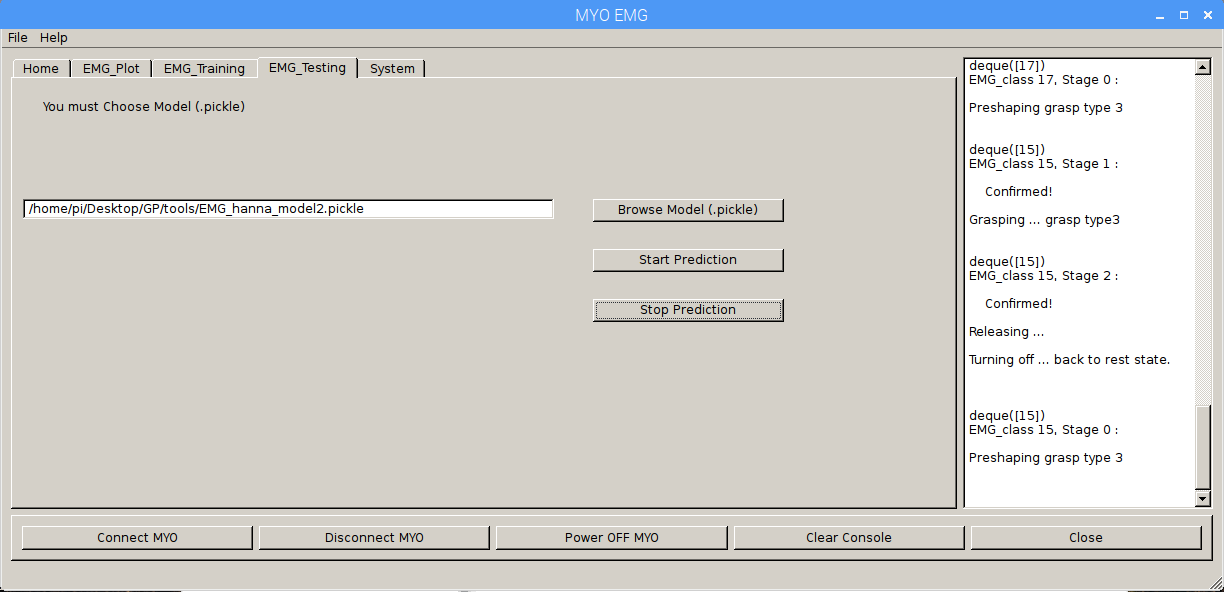 MYO EMG
File Help
Home EMG_Plot EMG_Training EMG_Testing System
You must Choose Model (.pickle)
/home/pi/Desktop/GP/tools/EMG_hanna_model2.pickle
Browse Model (.pickle)
Start Prediction
Stop Prediction
deque([17])
EMG_class 17, Stage 0 :
Preshaping grasp type 3
deque([15])
EMG_class 15, Stage 1 :
Confirmed!
Grasping ... grasp type3
deque([15])
EMG_class 15, Stage 2 :
Confirmed!
Releasing ...
Turning off ... back to rest state.
deque([15])
EMG_class 15, Stage 0 :
Preshaping grasp type 3
Connect MYO Disconnect MYO Power OFF MYO Clear Console Close